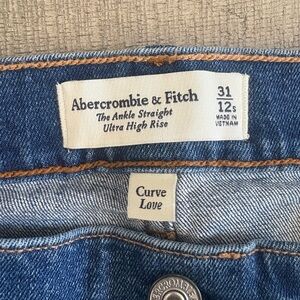 Abercrombie & Fitch
The Ankle Straight
Ultra High Rise
31
12s
MADE IN
VIETNAM
Curve
Love